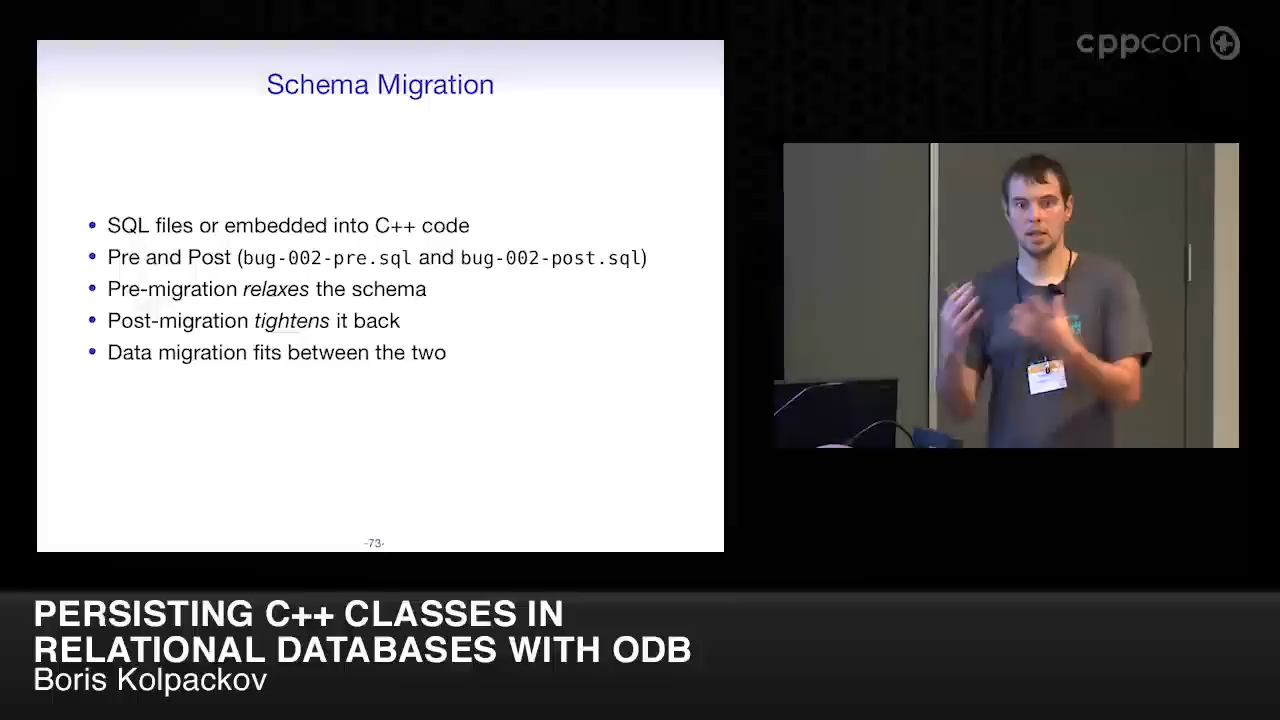 cppcon
Schema Migration
• SQL files or embedded into C++ code
• Pre and Post (bug-002-pre.sql and bug-002-post.sql)
• Pre-migration relaxes the schema
• Post-migration tightens it back
• Data migration fits between the two
-73-
PERSISTING C++ CLASSES IN
RELATIONAL DATABASES WITH ODB
Boris Kolpackov